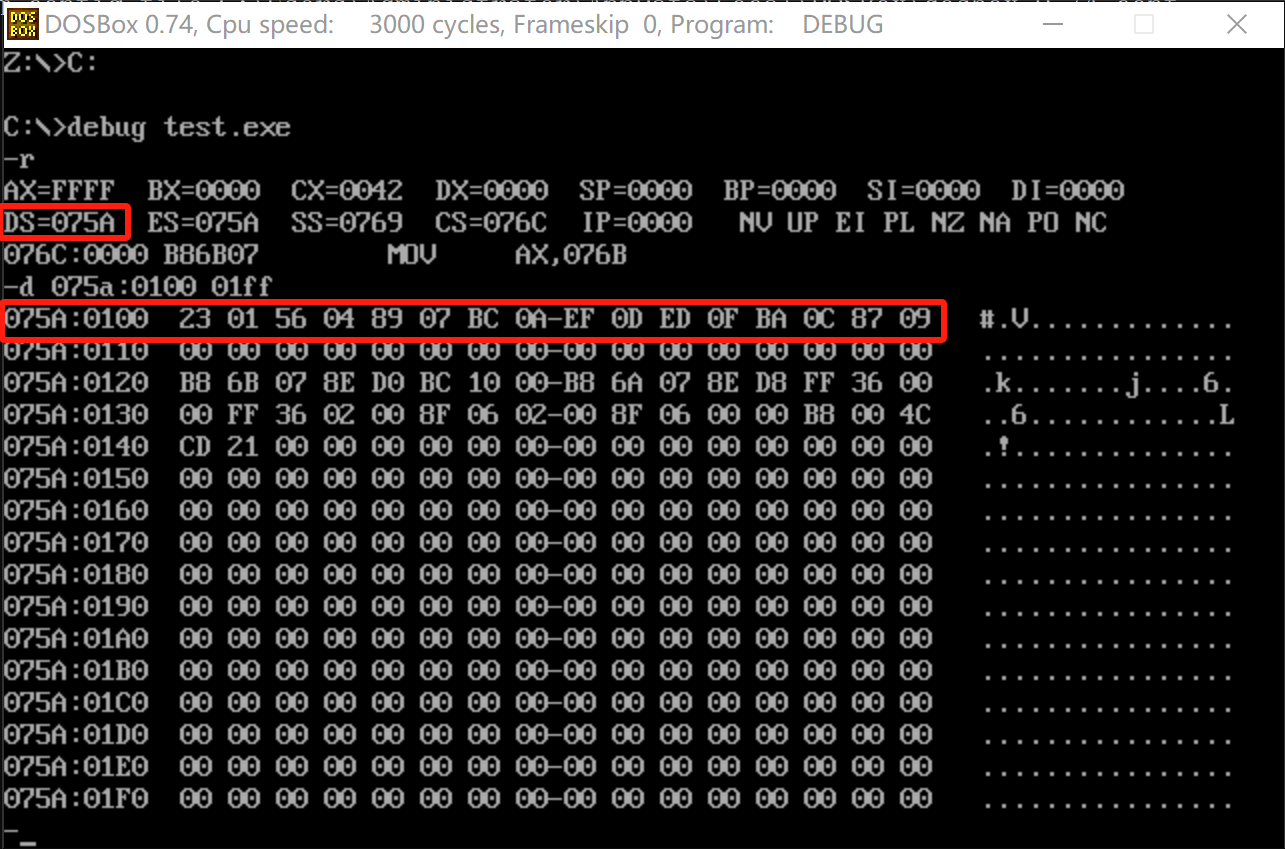 DOSBox 0.74, Cpu speed: 3000 cycles, Frameskip 0, Program: DEBUG
Z:\>C:
C:\>debug test.exe
-r
AX=FFFF BX=0000 CX=0042 DX=0000 SP=0000 BP=0000 SI=0000 DI=0000
DS=075A ES=075A SS=0769 CS=076C IP=0000 NV UP EI PL NZ NA PO NC
076C:0000 B86B07 MOV AX,076B
-d 075a:0100 01ff
075A:0100 23 01 56 04 89 07 BC 0A-EF 0D ED 0F BA 0C 87 09 #.V.............
075A:0110 00 00 00 00 00 00 00 00-00 00 00 00 00 00 00 00 ................
075A:0120 B8 6B 07 8E D0 BC 10 00-B8 6A 07 8E D8 FF 36 00 .k.......j....6.
075A:0130 00 FF 36 02 00 8F 06 02-00 8F 06 00 00 B8 00 4C ..6............L
075A:0140 CD 21 00 00 00 00 00 00-00 00 00 00 00 00 00 00 .!..............
075A:0150 00 00 00 00 00 00 00 00-00 00 00 00 00 00 00 00 ................
075A:0160 00 00 00 00 00 00 00 00-00 00 00 00 00 00 00 00 ................
075A:0170 00 00 00 00 00 00 00 00-00 00 00 00 00 00 00 00 ................
075A:0180 00 00 00 00 00 00 00 00-00 00 00 00 00 00 00 00 ................
075A:0190 00 00 00 00 00 00 00 00-00 00 00 00 00 00 00 00 ................
075A:01A0 00 00 00 00 00 00 00 00-00 00 00 00 00 00 00 00 ................
075A:01B0 00 00 00 00 00 00 00 00-00 00 00 00 00 00 00 00 ................
075A:01C0 00 00 00 00 00 00 00 00-00 00 00 00 00 00 00 00 ................
075A:01D0 00 00 00 00 00 00 00 00-00 00 00 00 00 00 00 00 ................
075A:01E0 00 00 00 00 00 00 00 00-00 00 00 00 00 00 00 00 ................
075A:01F0 00 00 00 00 00 00 00 00-00 00 00 00 00 00 00 00 ................
-_